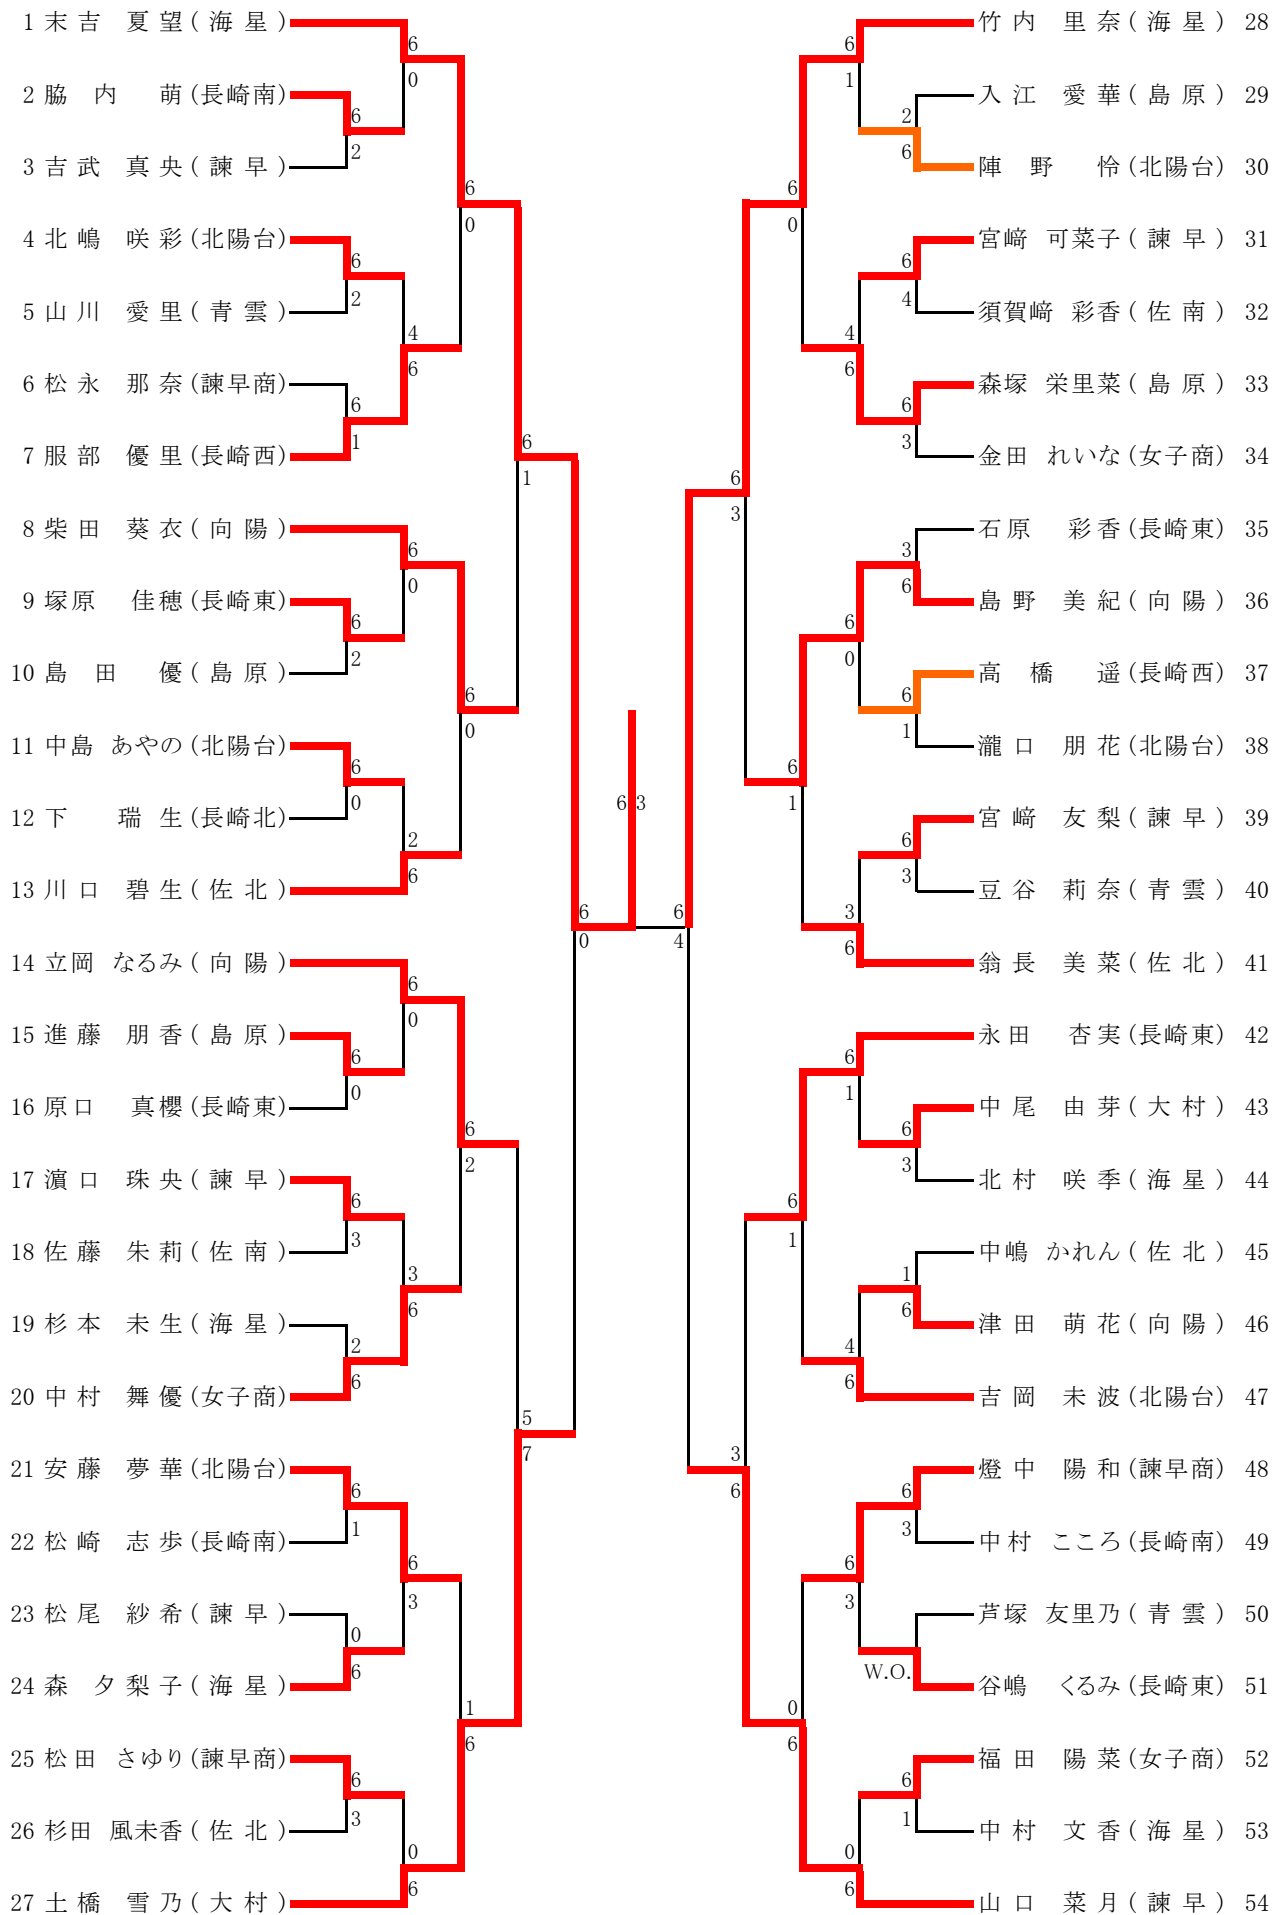 1 末吉 夏望 (海星)
6
0
2 脇内 萌 (長崎南)
6
2
3 吉武 真央 (諫早)
6
0
4 北嶋 咲彩 (北陽台)
6
2
5 山川 愛里 (青雲)
4
6
6 松永 那奈 (諫早商)
6
1
7 服部 優里 (長崎西)
6
1
8 柴田 葵衣 (向陽)
6
0
9 塚原 佳穂 (長崎東)
6
2
10 島田 優 (島原)
6
0
11 中島 あやの (北陽台)
6
0
12 下 瑞生 (長崎北)
2
6
13 川口 碧生 (佐北)
6
0
14 立岡 なるみ (向陽)
6
0
15 進藤 朋香 (島原)
6
0
16 原口 真櫻 (長崎東)
6
2
17 濵口 珠央 (諫早)
6
3
18 佐藤 朱莉 (佐南)
3
6
19 杉本 未生 (海星)
2
6
20 中村 舞優 (女子商)
5
7
21 安藤 夢華 (北陽台)
6
1
22 松崎 志歩 (長崎南)
6
3
23 松尾 紗希 (諫早)
0
6
24 森 夕梨子 (海星)
1
6
25 松田 さゆり (諫早商)
6
3
26 杉田 風未香 (佐北)
0
6
27 土橋 雪乃 (大村)
6 3
竹内 里奈 (海星) 28
6
1
入江 愛華 (島原) 29
2
6
陣野 怜 (北陽台) 30
6
0
宮﨑 可菜子 (諫早) 31
6
4
須賀﨑 彩香 (佐南) 32
4
6
森塚 栄里菜 (島原) 33
6
3
金田 れいな (女子商) 34
6
3
石原 彩香 (長崎東) 35
3
6
島野 美紀 (向陽) 36
6
0
高橋 遥 (長崎西) 37
6
1
瀧口 朋花 (北陽台) 38
6
1
宮﨑 友梨 (諫早) 39
6
3
豆谷 莉奈 (青雲) 40
3
6
翁長 美菜 (佐北) 41
6
4
永田 杏実 (長崎東) 42
6
1
中尾 由芽 (大村) 43
6
3
北村 咲季 (海星) 44
6
1
中嶋 かれん (佐北) 45
1
6
津田 萌花 (向陽) 46
4
6
吉岡 未波 (北陽台) 47
3
6
燈中 陽和 (諫早商) 48
6
3
中村 こころ (長崎南) 49
6
3
芦塚 友里乃 (青雲) 50
W.O.
谷嶋 くるみ (長崎東) 51
0
6
福田 陽菜 (女子商) 52
6
1
中村 文香 (海星) 53
0
6
山口 菜月 (諫早) 54